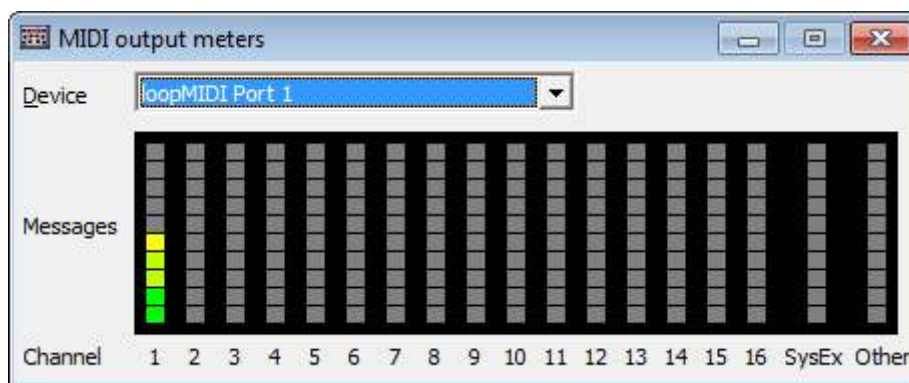 MIDI output meters
Device loopMIDI Port 1
Messages
Channel 1 2 3 4 5 6 7 8 9 10 11 12 13 14 15 16 SysEx Other